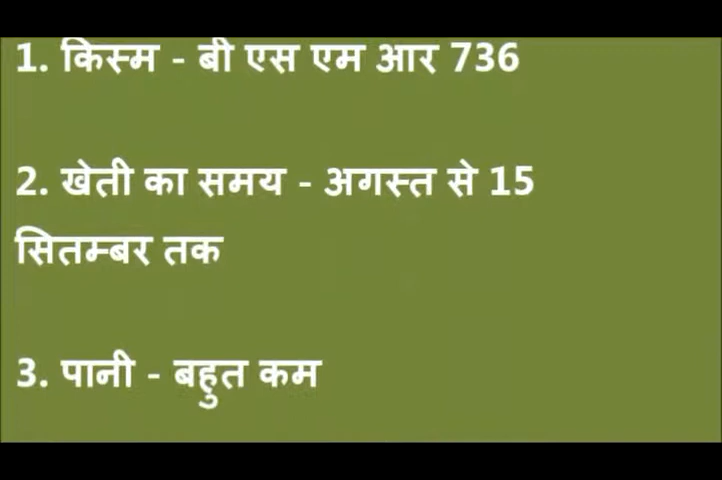 1. किस्म - बी एस एम आर 736
2. खेती का समय - अगस्त से 15
सितम्बर तक
3. पानी - बहुत कम